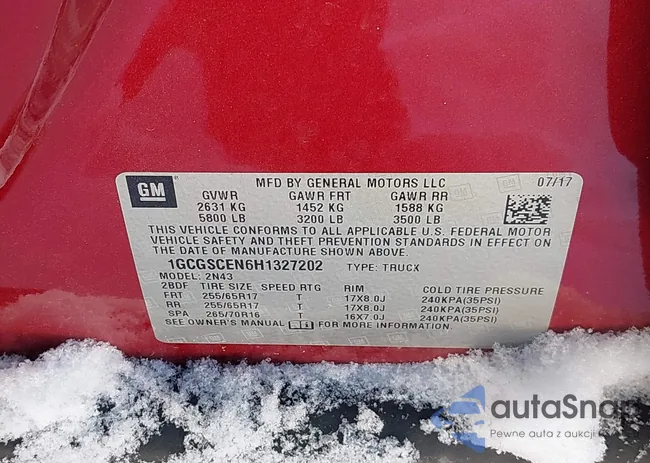 GM
MFD BY GENERAL MOTORS LLC 07/17
GVWR GAWR FRT GAWR RR
2631 KG 1452 KG 1588 KG
5800 LB 3200 LB 3500 LB
THIS VEHICLE CONFORMS TO ALL APPLICABLE U.S. FEDERAL MOTOR
VEHICLE SAFETY AND THEFT PREVENTION STANDARDS IN EFFECT ON
THE DATE OF MANUFACTURE SHOWN ABOVE.
1GCGSCEN6H1327202 TYPE: TRUCK
MODEL: 2N43
2BDF TIRE SIZE SPEED RTG RIM COLD TIRE PRESSURE
FRT 255/65R17 T 17X8.0J 240KPA(35PSI)
RR 255/65R17 T 17X8.0J 240KPA(35PSI)
SPA 265/70R16 T 16X7.0J 240KPA(35PSI)
SEE OWNER'S MANUAL FOR MORE INFORMATION.
autaSnap
Pewne auta z aukcji